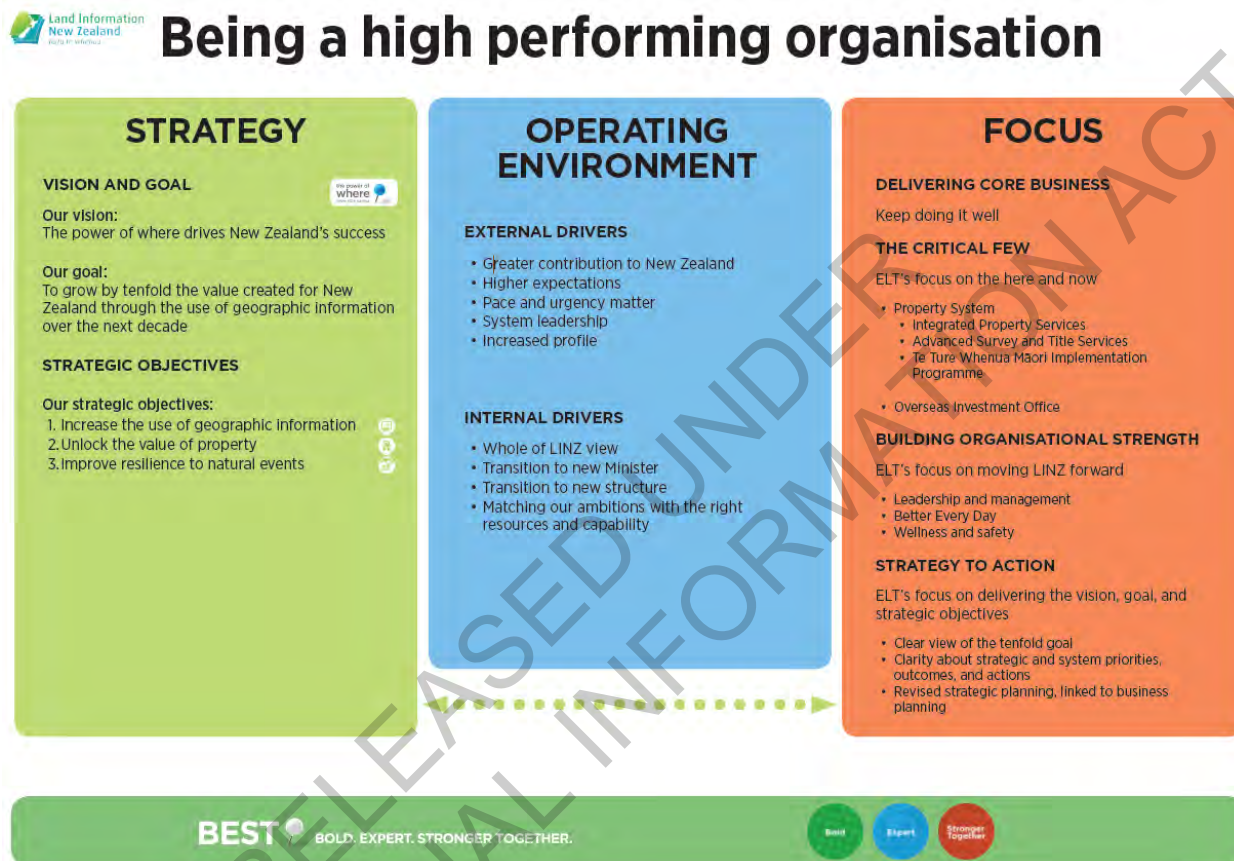 Land Information
New Zealand
Being a high performing organisation
STRATEGY
VISION AND GOAL
the power of
where
Our vision:
The power of where drives New Zealand's success
Our goal:
To grow by tenfold the value created for New
Zealand through the use of geographic information
over the next decade
STRATEGIC OBJECTIVES
Our strategic objectives:
1. Increase the use of geographic information
2. Unlock the value of property
3. Improve resilience to natural events
OPERATING
ENVIRONMENT
EXTERNAL DRIVERS
• Greater contribution to New Zealand
• Higher expectations
• Pace and urgency matter
• System leadership
• Increased profile
INTERNAL DRIVERS
• Whole of LINZ view
• Transition to new Minister
• Transition to new structure
• Matching our ambitions with the right
resources and capability
FOCUS
DELIVERING CORE BUSINESS
Keep doing it well
THE CRITICAL FEW
ELT's focus on the here and now
• Property System
• Integrated Property Services
• Advanced Survey and Title Services
• Te Ture Whenua Māori Implementation
Programme
• Overseas Investment Office
BUILDING ORGANISATIONAL STRENGTH
ELT's focus on moving LINZ forward
• Leadership and management
• Better Every Day
• Wellness and safety
STRATEGY TO ACTION
ELT's focus on delivering the vision, goal, and
strategic objectives
• Clear view of the tenfold goal
• Clarity about strategic and system priorities,
outcomes, and actions
• Revised strategic planning, linked to business
planning
BEST BOLD. EXPERT. STRONGER TOGETHER.
Bold
Expert
Stronger
Together
RELEASED UNDER
INFORMATION ACT